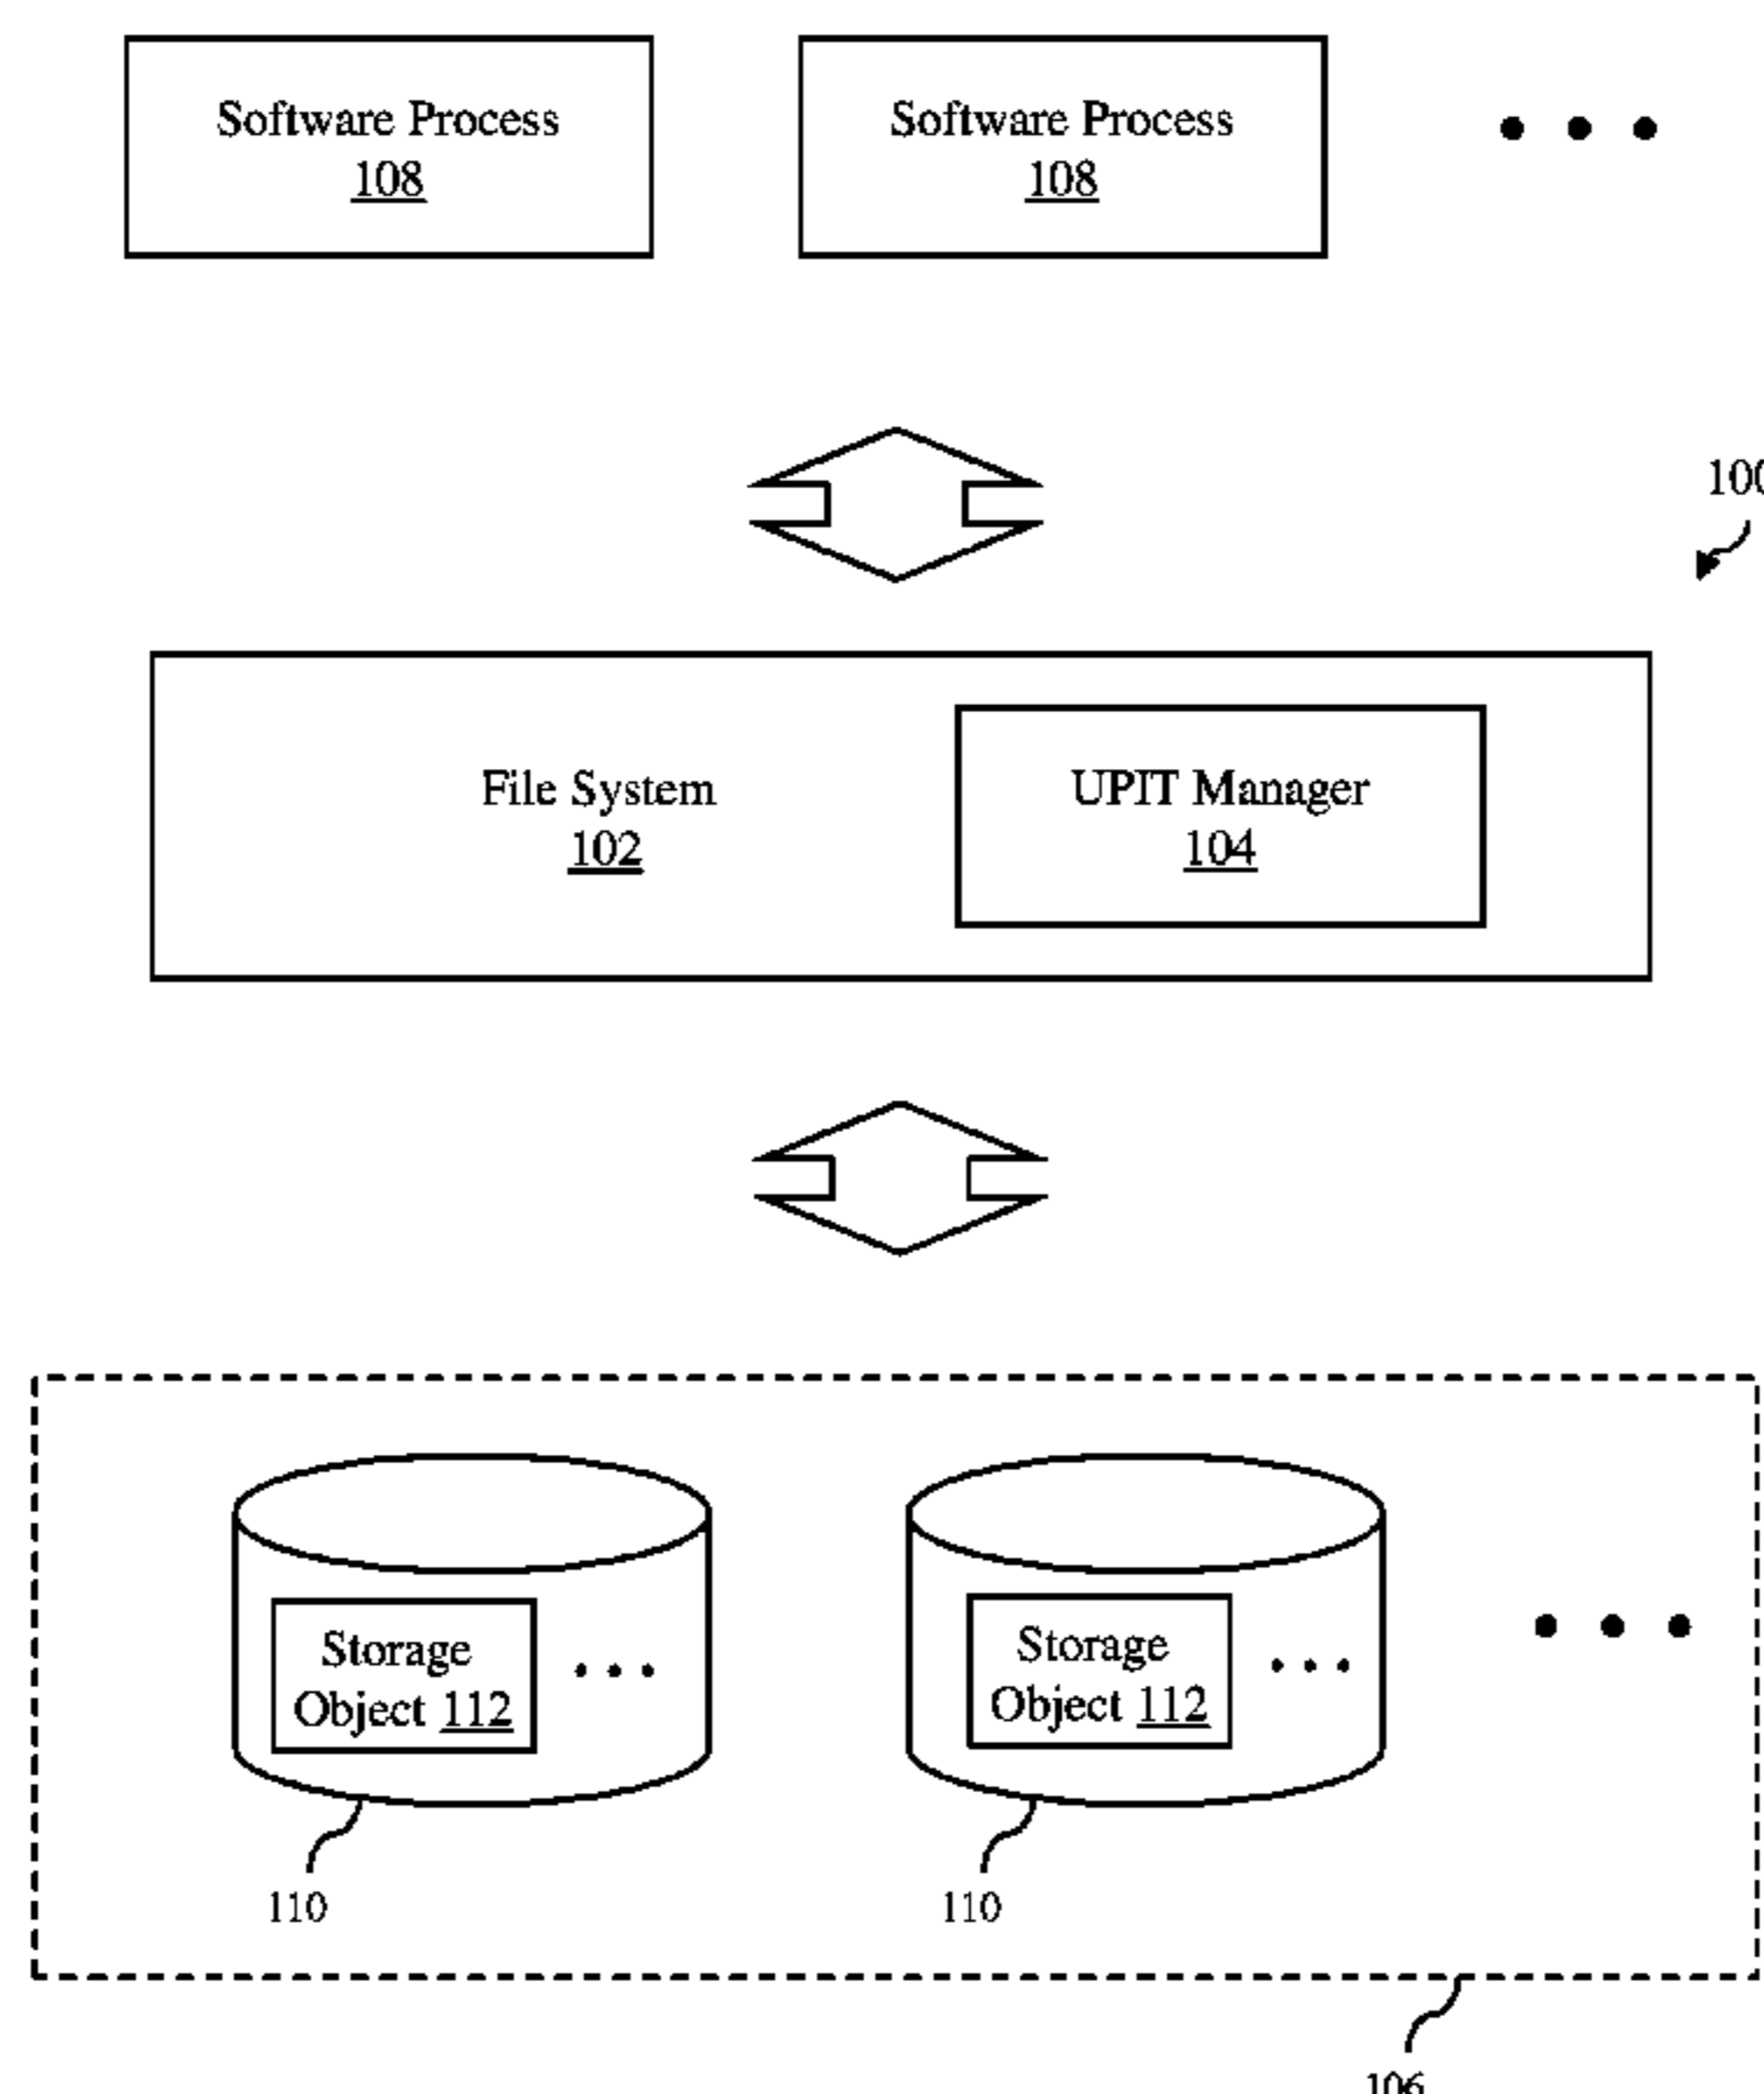 Software Process
108
Software Process
108
100
File System
102
UPIT Manager
104
Storage
Object 112
Storage
Object 112
110
110
106